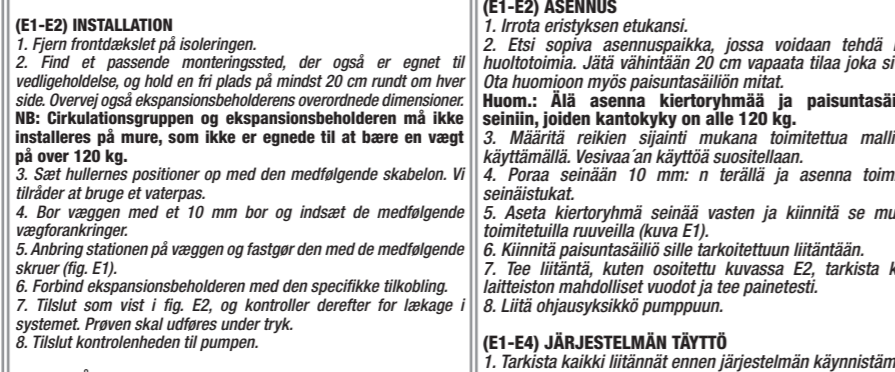 (E1-E2) INSTALLATION
1. Fjern frontdækslet på isoleringen.
2. Find et passende monteringssted, der også er egnet til
vedligeholdelse, og hold en fri plads på mindst 20 cm rundt om hver
side. Overvej også ekspansionsbeholderens overordnede dimensioner.
NB: Cirkulationsgruppen og ekspansionsbeholderen må ikke
installeres på mure, som ikke er egnede til at bære en vægt
på over 120 kg.
3. Sæt hullernes positioner op med den medfølgende skabelon. Vi
tilråder at bruge et vaterpas.
4. Bor væggen med et 10 mm bor og indsæt de medfølgende
vægforankringer.
5. Anbring stationen på væggen og fastgør den med de medfølgende
skruer (fig. E1).
6. Forbind ekspansionsbeholderen med den specifikke tilkobling.
7. Tilslut som vist i fig. E2, og kontroller derefter for lækage i
systemet. Prøven skal udføres under tryk.
8. Tilslut kontrolenheden til pumpen.
(E1-E2) ASENNUS
1. Irrota eristyksen etukansi.
2. Etsi sopiva asennuspaikka, jossa voidaan tehdä
huoltotoimia. Jätä vähintään 20 cm vapaata tilaa joka si
Ota huomioon myös paisuntasäiliön mitat.
Huom.: Älä asenna kiertoryhmää ja paisuntasäi
seiniin, joiden kantokyky on alle 120 kg.
3. Määritä reikien sijainti mukana toimitettua malli
käyttämällä. Vesivaa´an käyttöä suositellaan.
4. Poraa seinään 10 mm: n terällä ja asenna toim
seinäistukat.
5. Aseta kiertoryhmä seinää vasten ja kiinnitä se mu
toimitetuilla ruuveilla (kuva E1).
6. Kiinnitä paisuntasäiliö sille tarkoitettuun liitäntään.
7. Tee liitäntä, kuten osoitettu kuvassa E2, tarkista k
laitteiston mahdolliset vuodot ja tee painetesti.
8. Liitä ohjausyksikkö pumppuun.
(E1-E4) JÄRJESTELMÄN TÄYTTÖ
1. Tarkista kaikki liitännät ennen järjestelmän käynnistäm